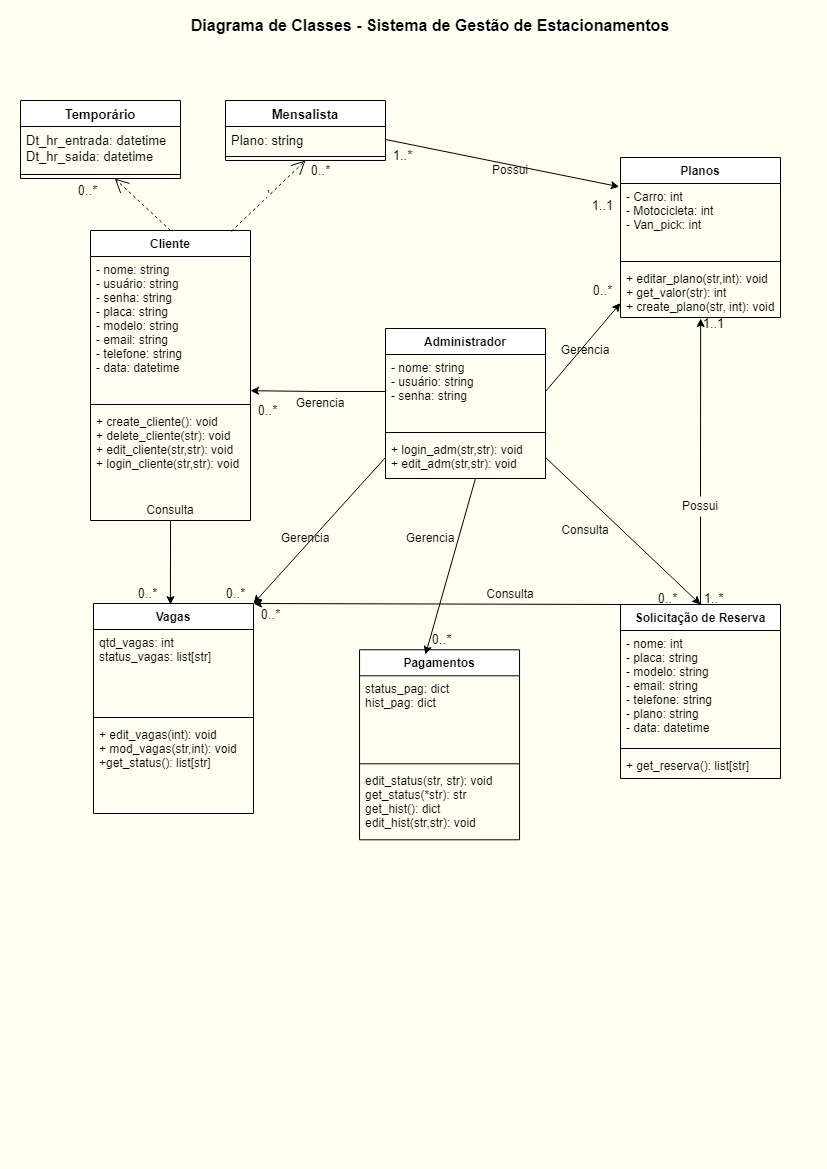 Diagrama de Classes - Sistema de Gestão de Estacionamentos
Temporário
Dt_hr_entrada: datetime
Dt_hr_saida: datetime
0..*
Mensalista
Plano: string
0..*
1..*
Possui
1..1
Planos
- Carro: int
- Motocicleta: int
- Van_pick: int
+ editar_plano(str,int): void
+ get_valor(str): int
+ create_plano(str, int): void
0..*
1..1
Cliente
- nome: string
- usuário: string
- senha: string
- placa: string
- modelo: string
- email: string
- telefone: string
- data: datetime
+ create_cliente(): void
+ delete_cliente(str): void
+ edit_cliente(str,str): void
+ login_cliente(str,str): void
Consulta
0..*
Gerencia
0..*
Administrador
- nome: string
- usuário: string
- senha: string
+ login_adm(str,str): void
+ edit_adm(str,str): void
Gerencia
Gerencia
0..*
Gerencia
0..*
Consulta
0..*
Possui
1..*
Consulta
0..*
Vagas
qtd_vagas: int
status_vagas: list[str]
+ edit_vagas(int): void
+ mod_vagas(str,int): void
+get_status(): list[str]
Pagamentos
status_pag: dict
hist_pag: dict
edit_status(str, str): void
get_status(*str): str
get_hist(): dict
edit_hist(str,str): void
Solicitação de Reserva
- nome: int
- placa: string
- modelo: string
- email: string
- telefone: string
- plano: string
- data: datetime
+ get_reserva(): list[str]